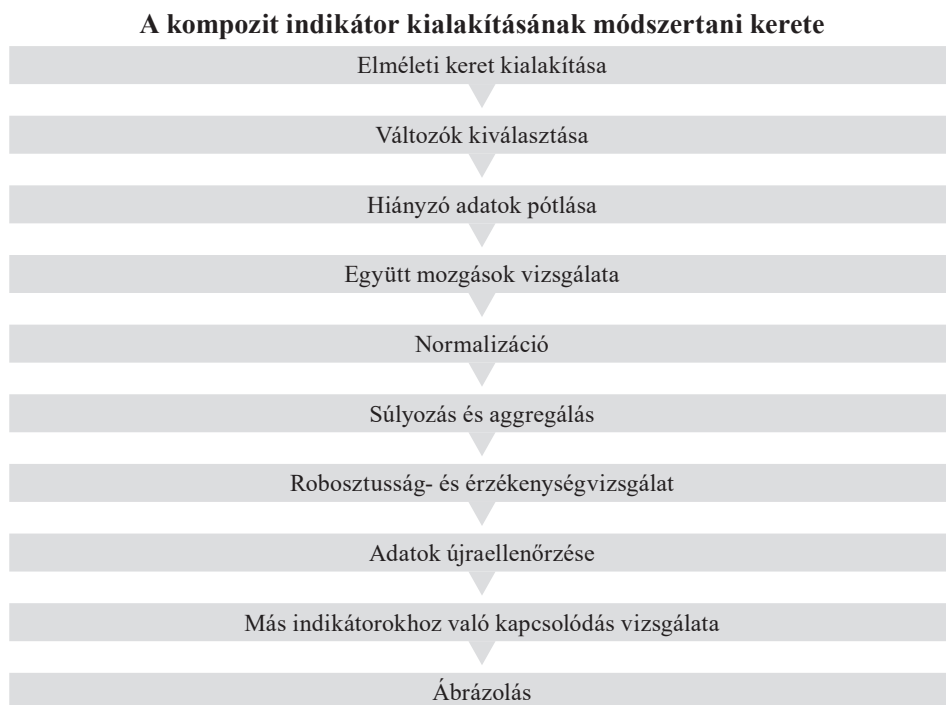 A kompozit indikátor kialakításának módszertani kerete
Elméleti keret kialakítása
Változók kiválasztása
Hiányzó adatok pótlása
Együtt mozgások vizsgálata
Normalizáció
Súlyozás és aggregálás
Robosztusság- és érzékenységvizsgálat
Adatok újraellenőrzése
Más indikátorokhoz való kapcsolódás vizsgálata
Ábrázolás